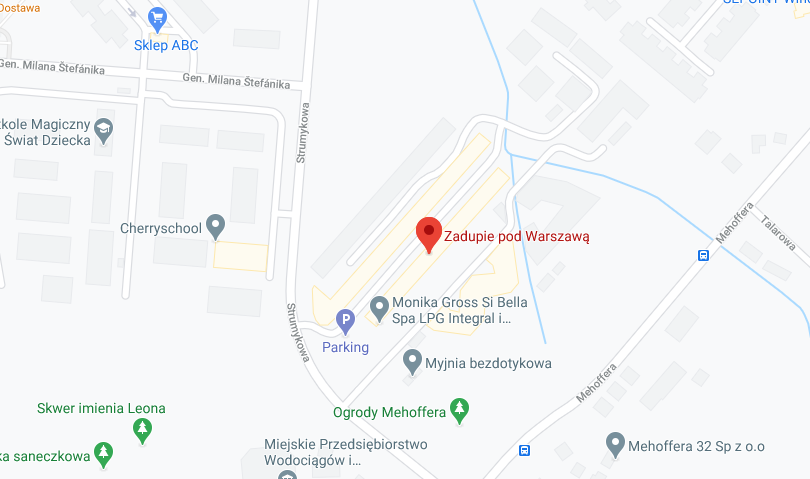 Dostawa
Sklep ABC
Gen. Milana Štefánika
Gen. Milana Štefánika
Strumykowa
Magiczny
Świat Dziecka
Cherryschool
Zadupie pod Warszawą
Mehoffera
Talarowa
Monika Gross Si Bella
Spa LPG Integral i...
Strumykowa
P
Parking
Myjnia bezdotykowa
Mehoffera
Skwer imienia Leona
Ogrody Mehoffera
saneczkowa
Miejskie Przedsiębiorstwo
Wodociągów i...
Mehoffera 32 Sp z o.o